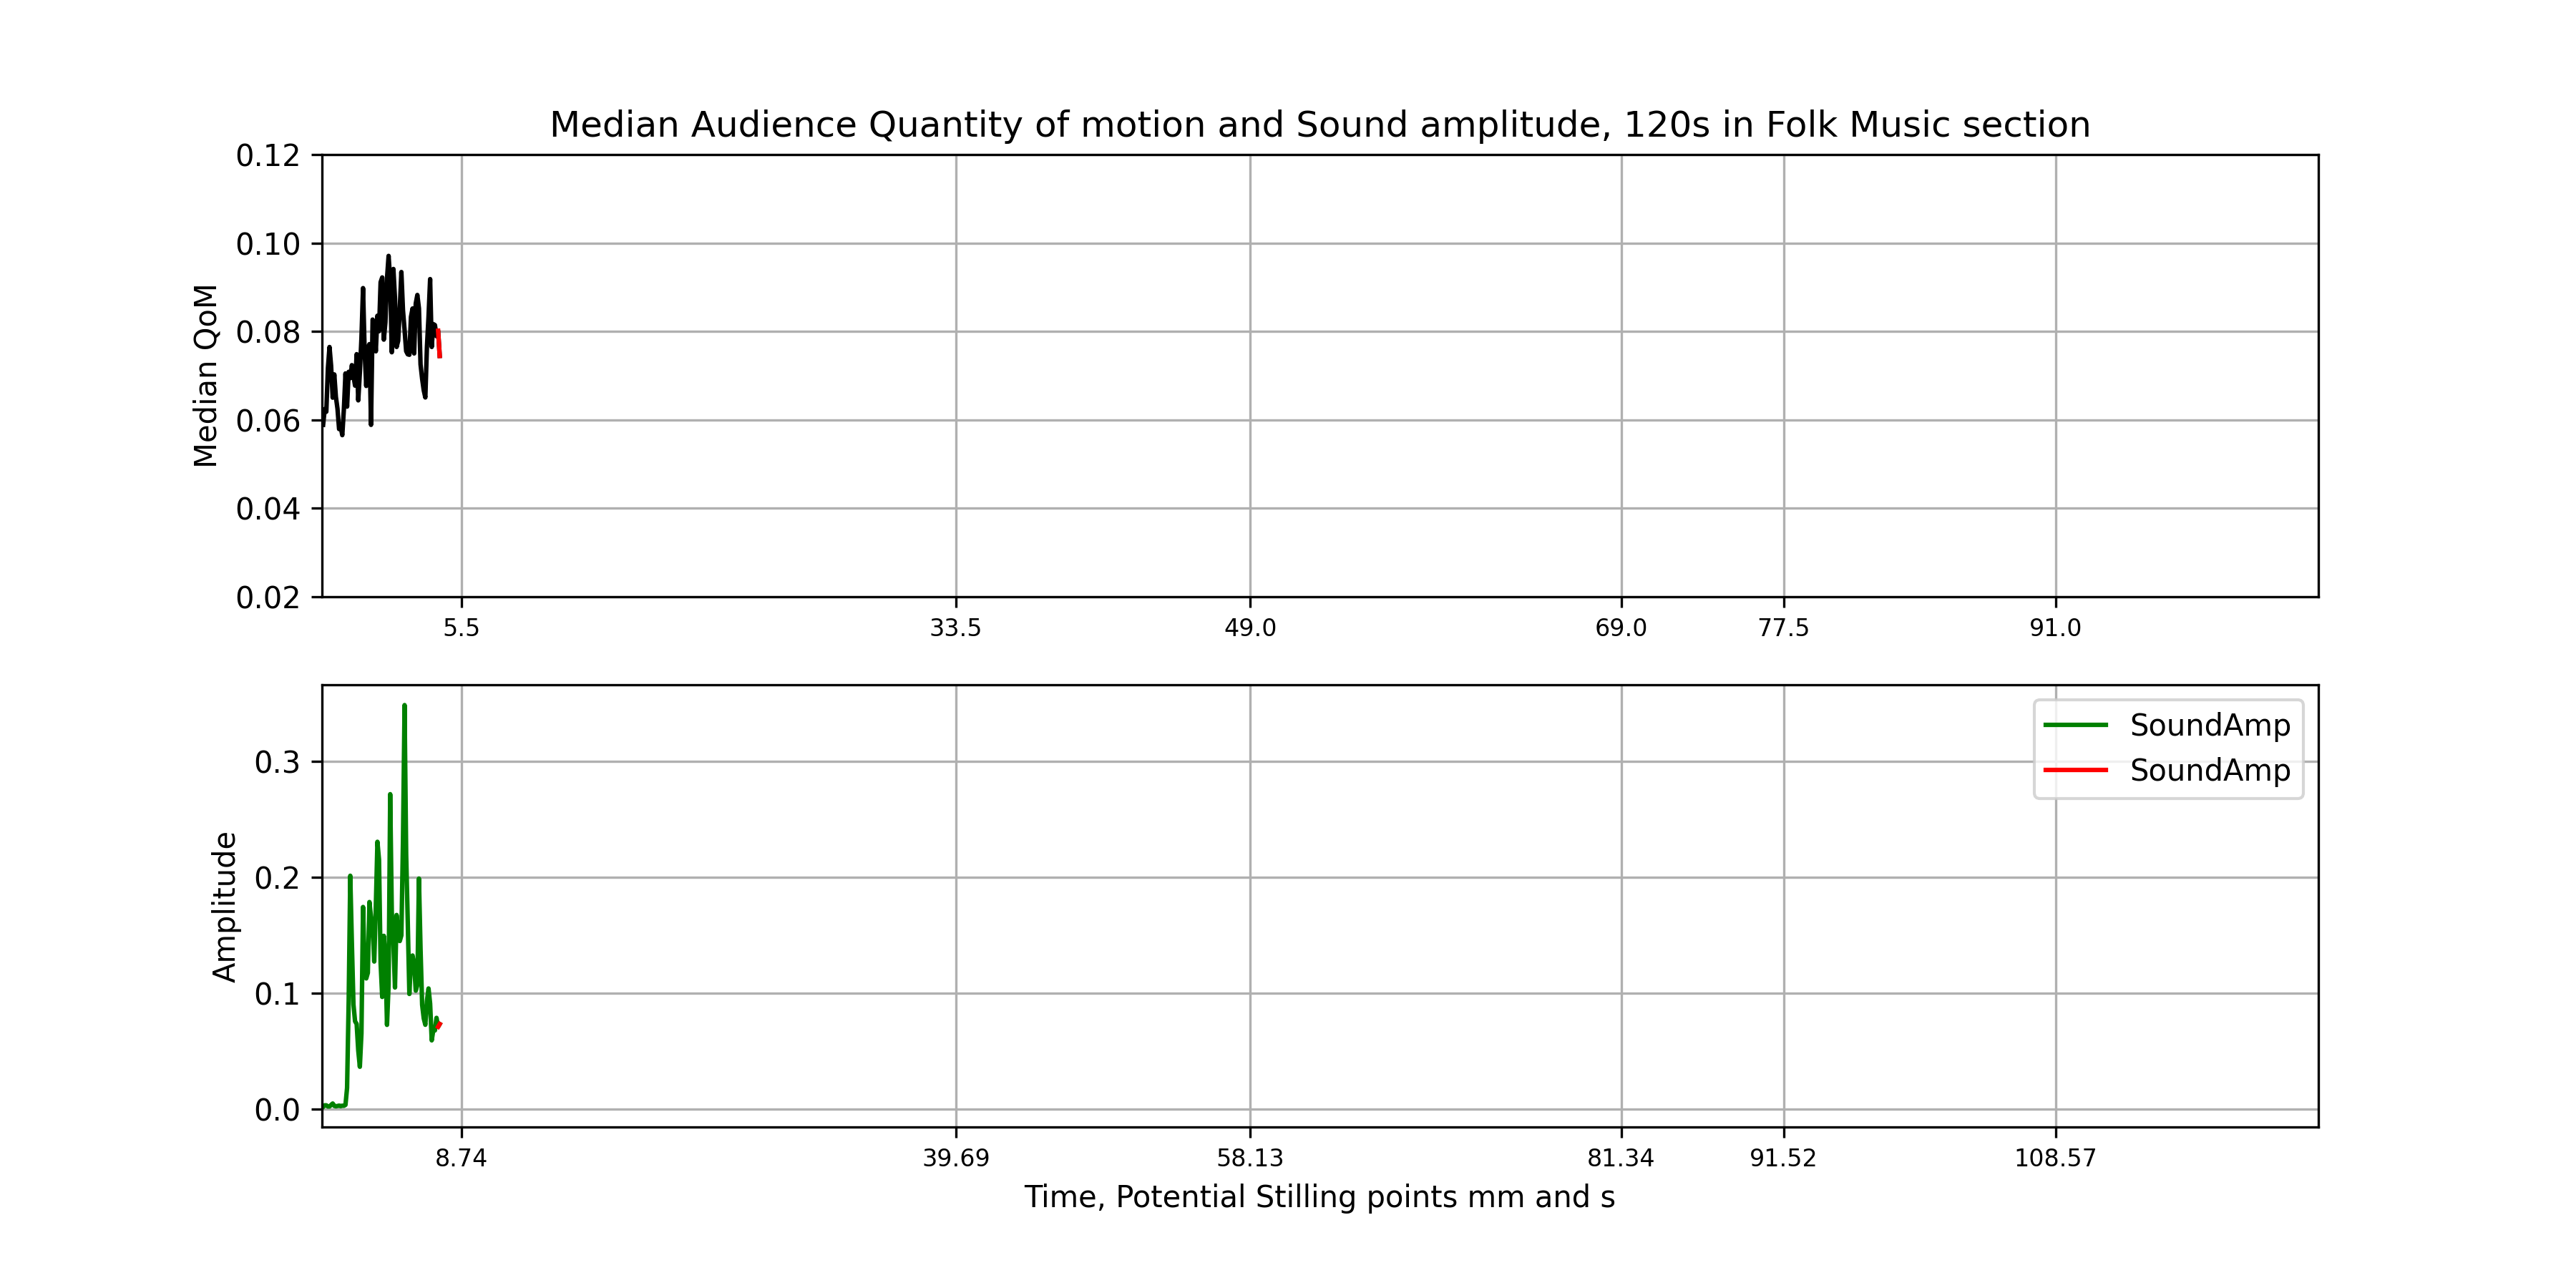 Median Audience Quantity of motion and Sound amplitude, 120s in Folk Music section
0.12
0.10
0.08
0.06
0.04
0.02
Median QoM
5.5 33.5 49.0 69.0 77.5 91.0
SoundAmp
SoundAmp
0.3
0.2
0.1
0.0
Amplitude
8.74 39.69 58.13 81.34 91.52 108.57
Time, Potential Stilling points mm and s